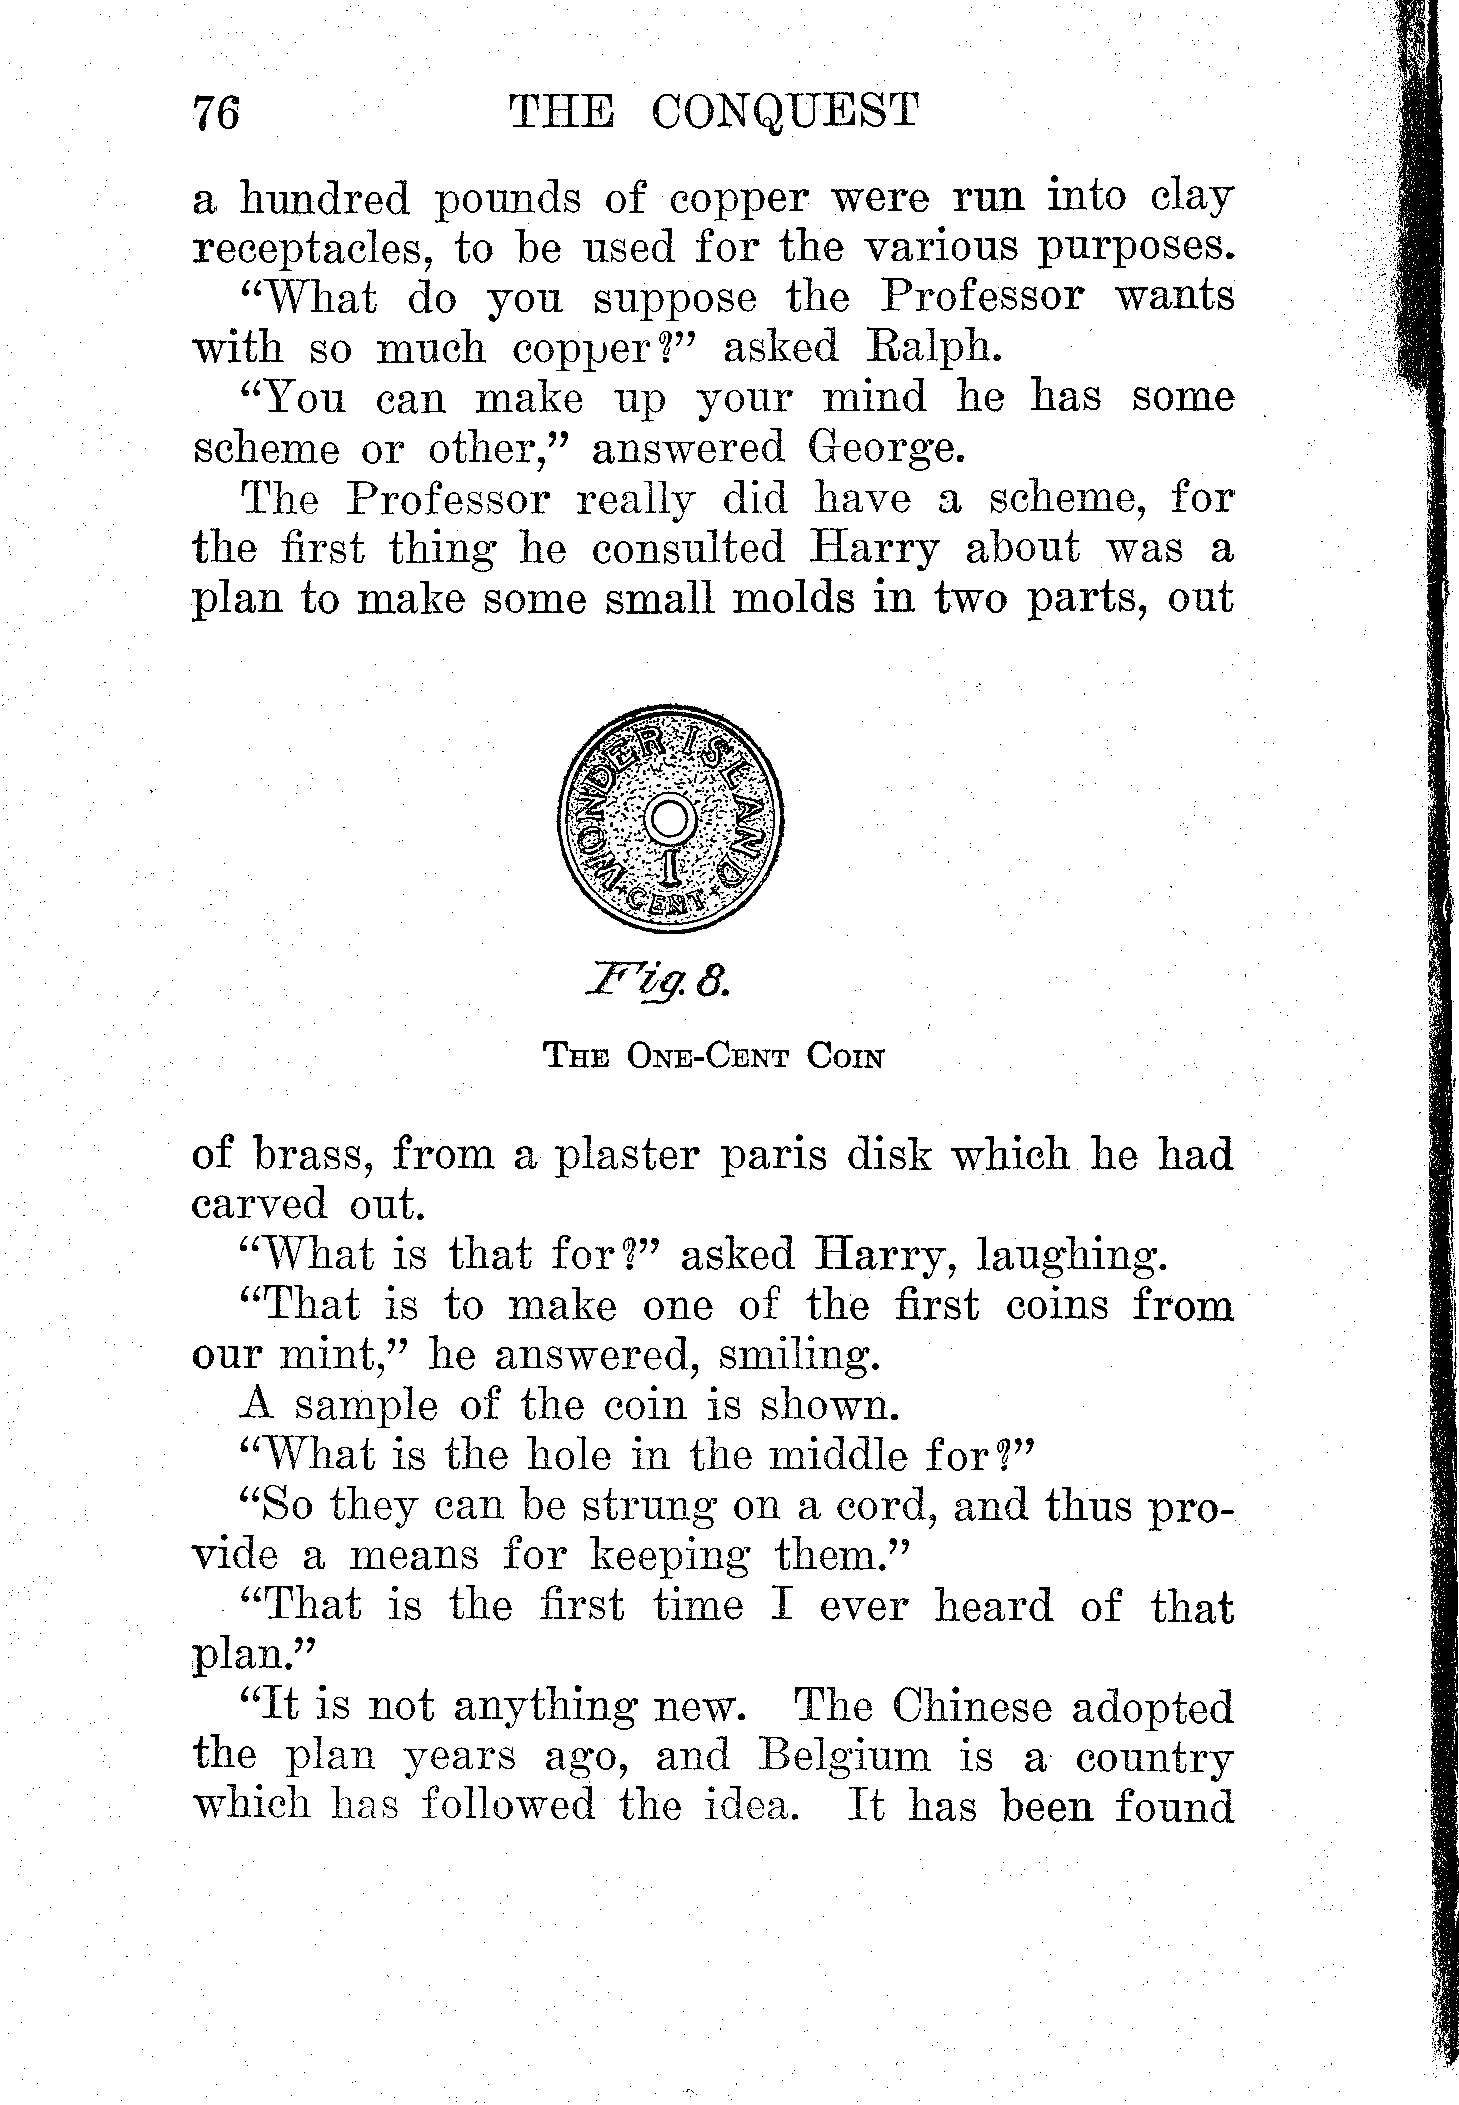 76 THE CONQUEST
a hundred pounds of copper were run into clay
receptacles, to be used for the various purposes.
“What do you suppose the Professor wants
with so much copper?” asked Ralph.
“You can make up your mind he has some
scheme or other,” answered George.
The Professor really did have a scheme, for
the first thing he consulted Harry about was a
plan to make some small molds in two parts, out
WONDER ISLAND
1
CENT
Fig. 8.
THE ONE-CENT COIN
of brass, from a plaster paris disk which he had
carved out.
“What is that for?” asked Harry, laughing.
“That is to make one of the first coins from
our mint,” he answered, smiling.
A sample of the coin is shown.
“What is the hole in the middle for?”
“So they can be strung on a cord, and thus pro-
vide a means for keeping them.”
“That is the first time I ever heard of that
plan.”
“It is not anything new. The Chinese adopted
the plan years ago, and Belgium is a country
which has followed the idea. It has been found